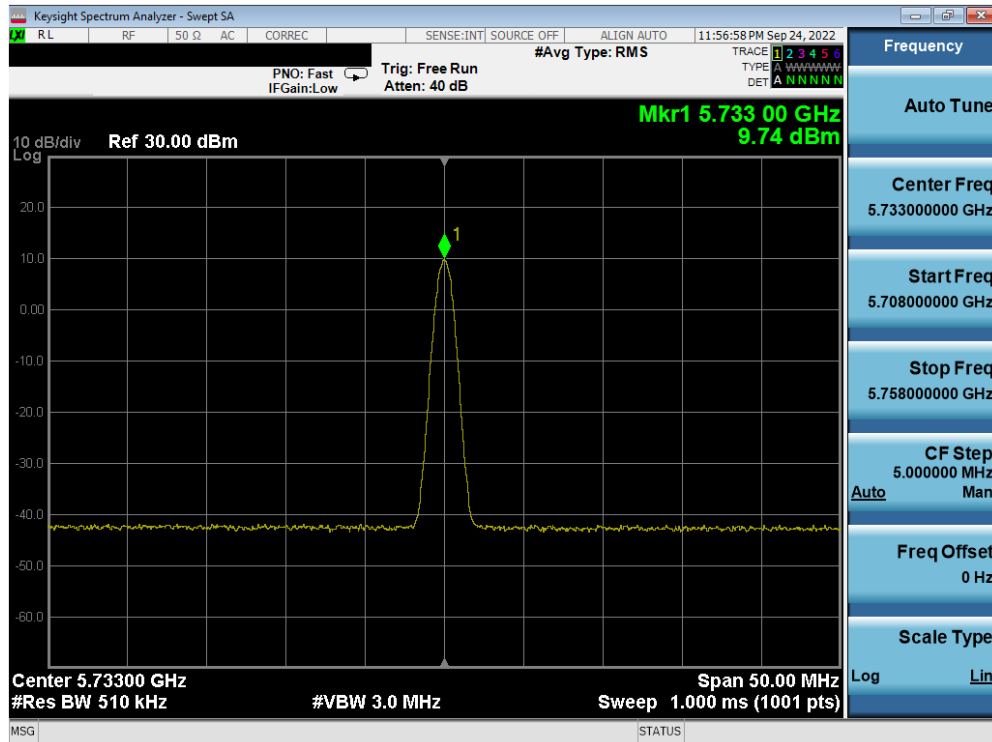 Keysight Spectrum Analyzer - Swept SA
LXI RL RF 50 Ω AC CORREC SENSE:INT SOURCE OFF ALIGN AUTO 11:56:58 PM Sep 24, 2022
#Avg Type: RMS
TRACE 1 2 3 4 5 6
TYPE A WWWWW
DET A N N N N N
PNO: Fast
IFGain:Low
Trig: Free Run
Atten: 40 dB
Mkr1 5.733 00 GHz
9.74 dBm
10 dB/div Ref 30.00 dBm
Log
1
20.0
10.0
0.00
-10.0
-20.0
-30.0
-40.0
-50.0
-60.0
Center 5.73300 GHz
Span 50.00 MHz
#Res BW 510 kHz
#VBW 3.0 MHz
Sweep 1.000 ms (1001 pts)
MSG
STATUS
Frequency
Auto Tune
Center Freq
5.733000000 GHz
Start Freq
5.708000000 GHz
Stop Freq
5.758000000 GHz
CF Step
5.000000 MHz
Auto Man
Freq Offset
0 Hz
Scale Type
Log Lin